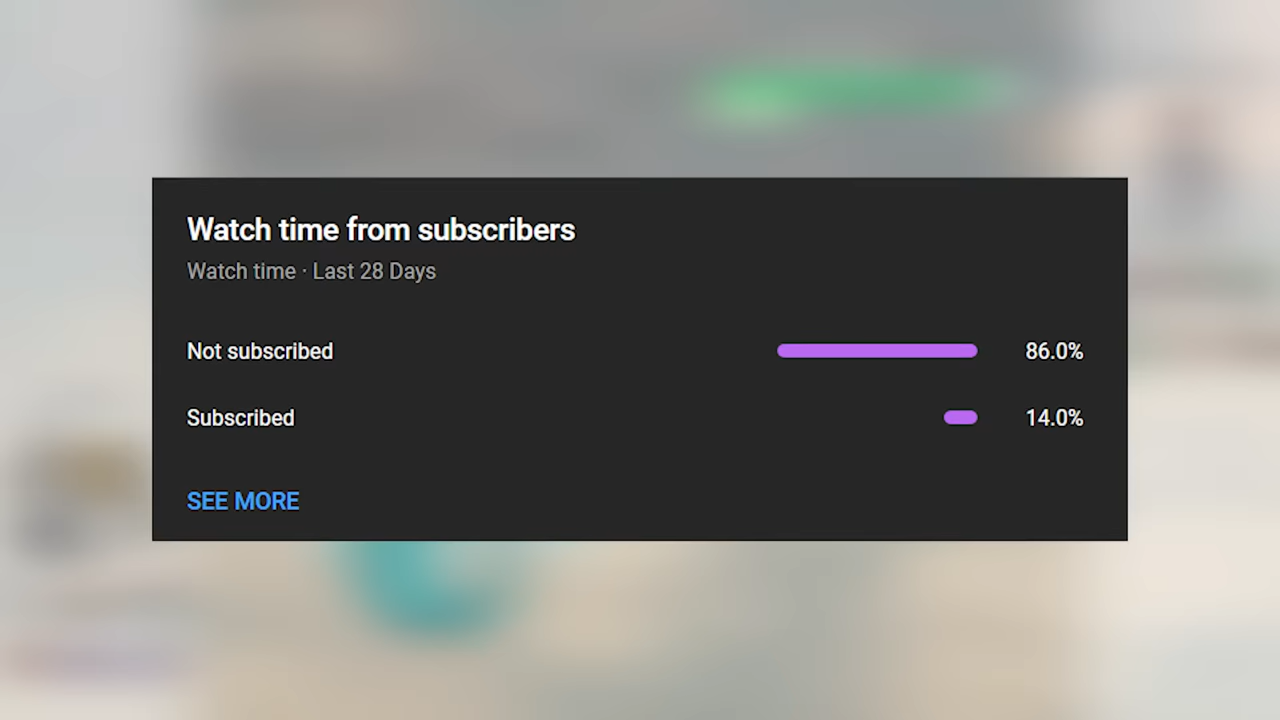 Watch time from subscribers
Watch time · Last 28 Days
Not subscribed 86.0%
Subscribed 14.0%
SEE MORE